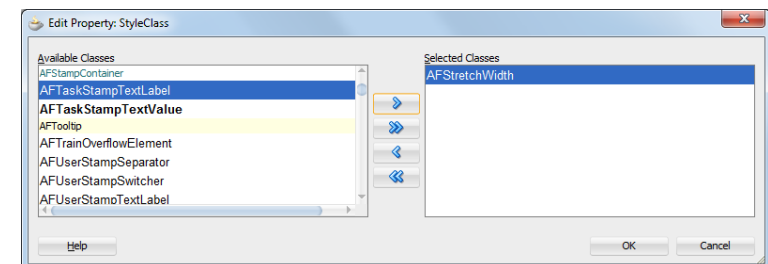 Edit Property: StyleClass
Available Classes
AFStampContainer
AFTaskStampTextLabel
AFTaskStampTextValue
AFTooltip
AFTrainOverflowElement
AFUserStampSeparator
AFUserStampSwitcher
AFUserStampTextLabel
Selected Classes
AFStretchWidth
Help
OK
Cancel